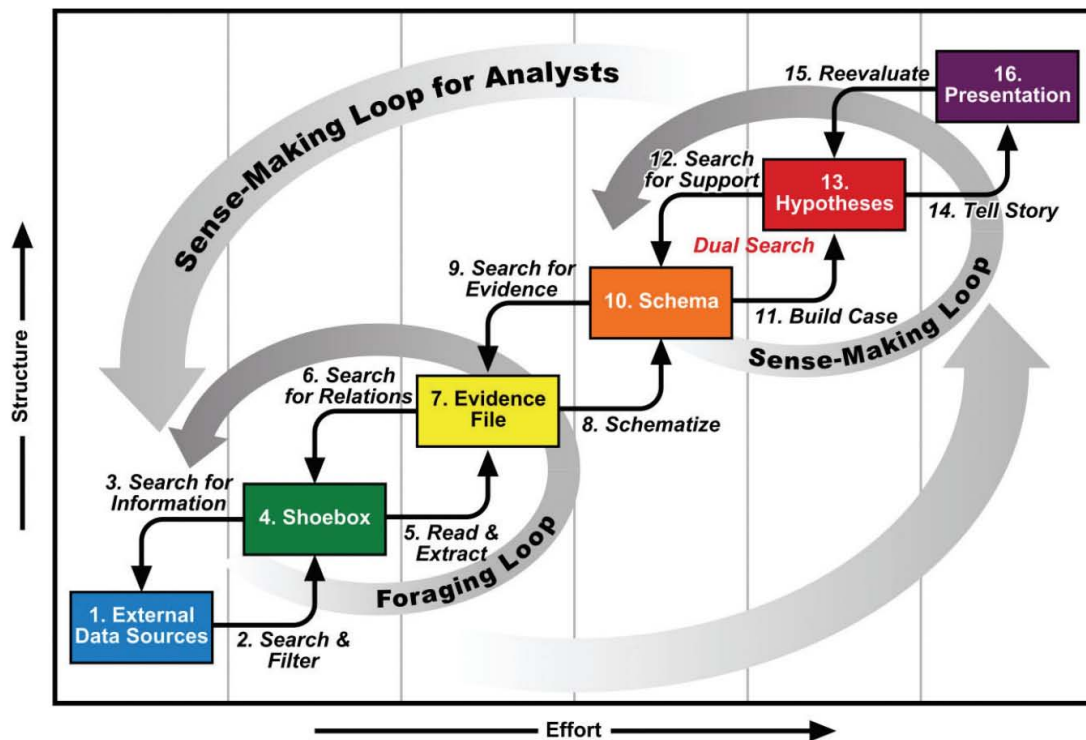 Sense-Making Loop for Analysts
15. Reevaluate
16.
Presentation
12. Search
for Support
13.
Hypotheses
14. Tell Story
Dual Search
9. Search for
Evidence
10. Schema
11. Build Case
Sense-Making Loop
6. Search
for Relations
7. Evidence
File
8. Schematize
3. Search for
Information
4. Shoebox
5. Read &
Extract
Foraging Loop
1. External
Data Sources
2. Search &
Filter
Structure
Effort